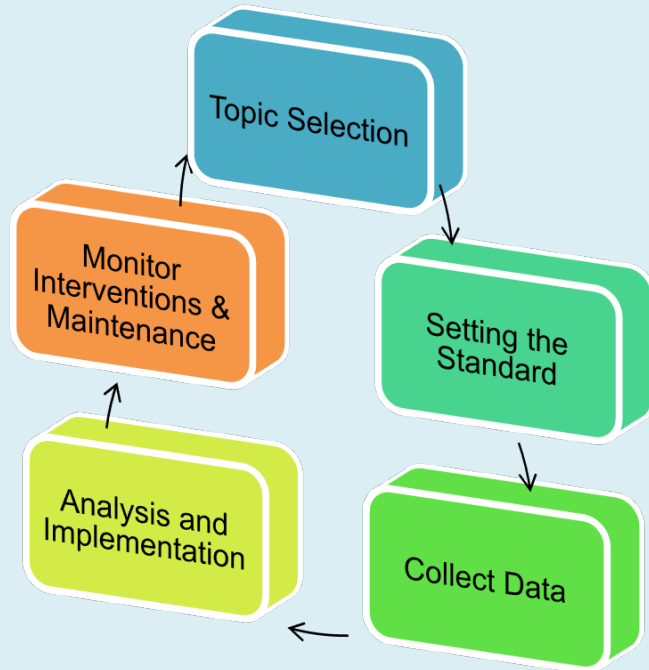 Topic Selection
Setting the
Standard
Collect Data
Analysis and
Implementation
Monitor
Interventions &
Maintenance